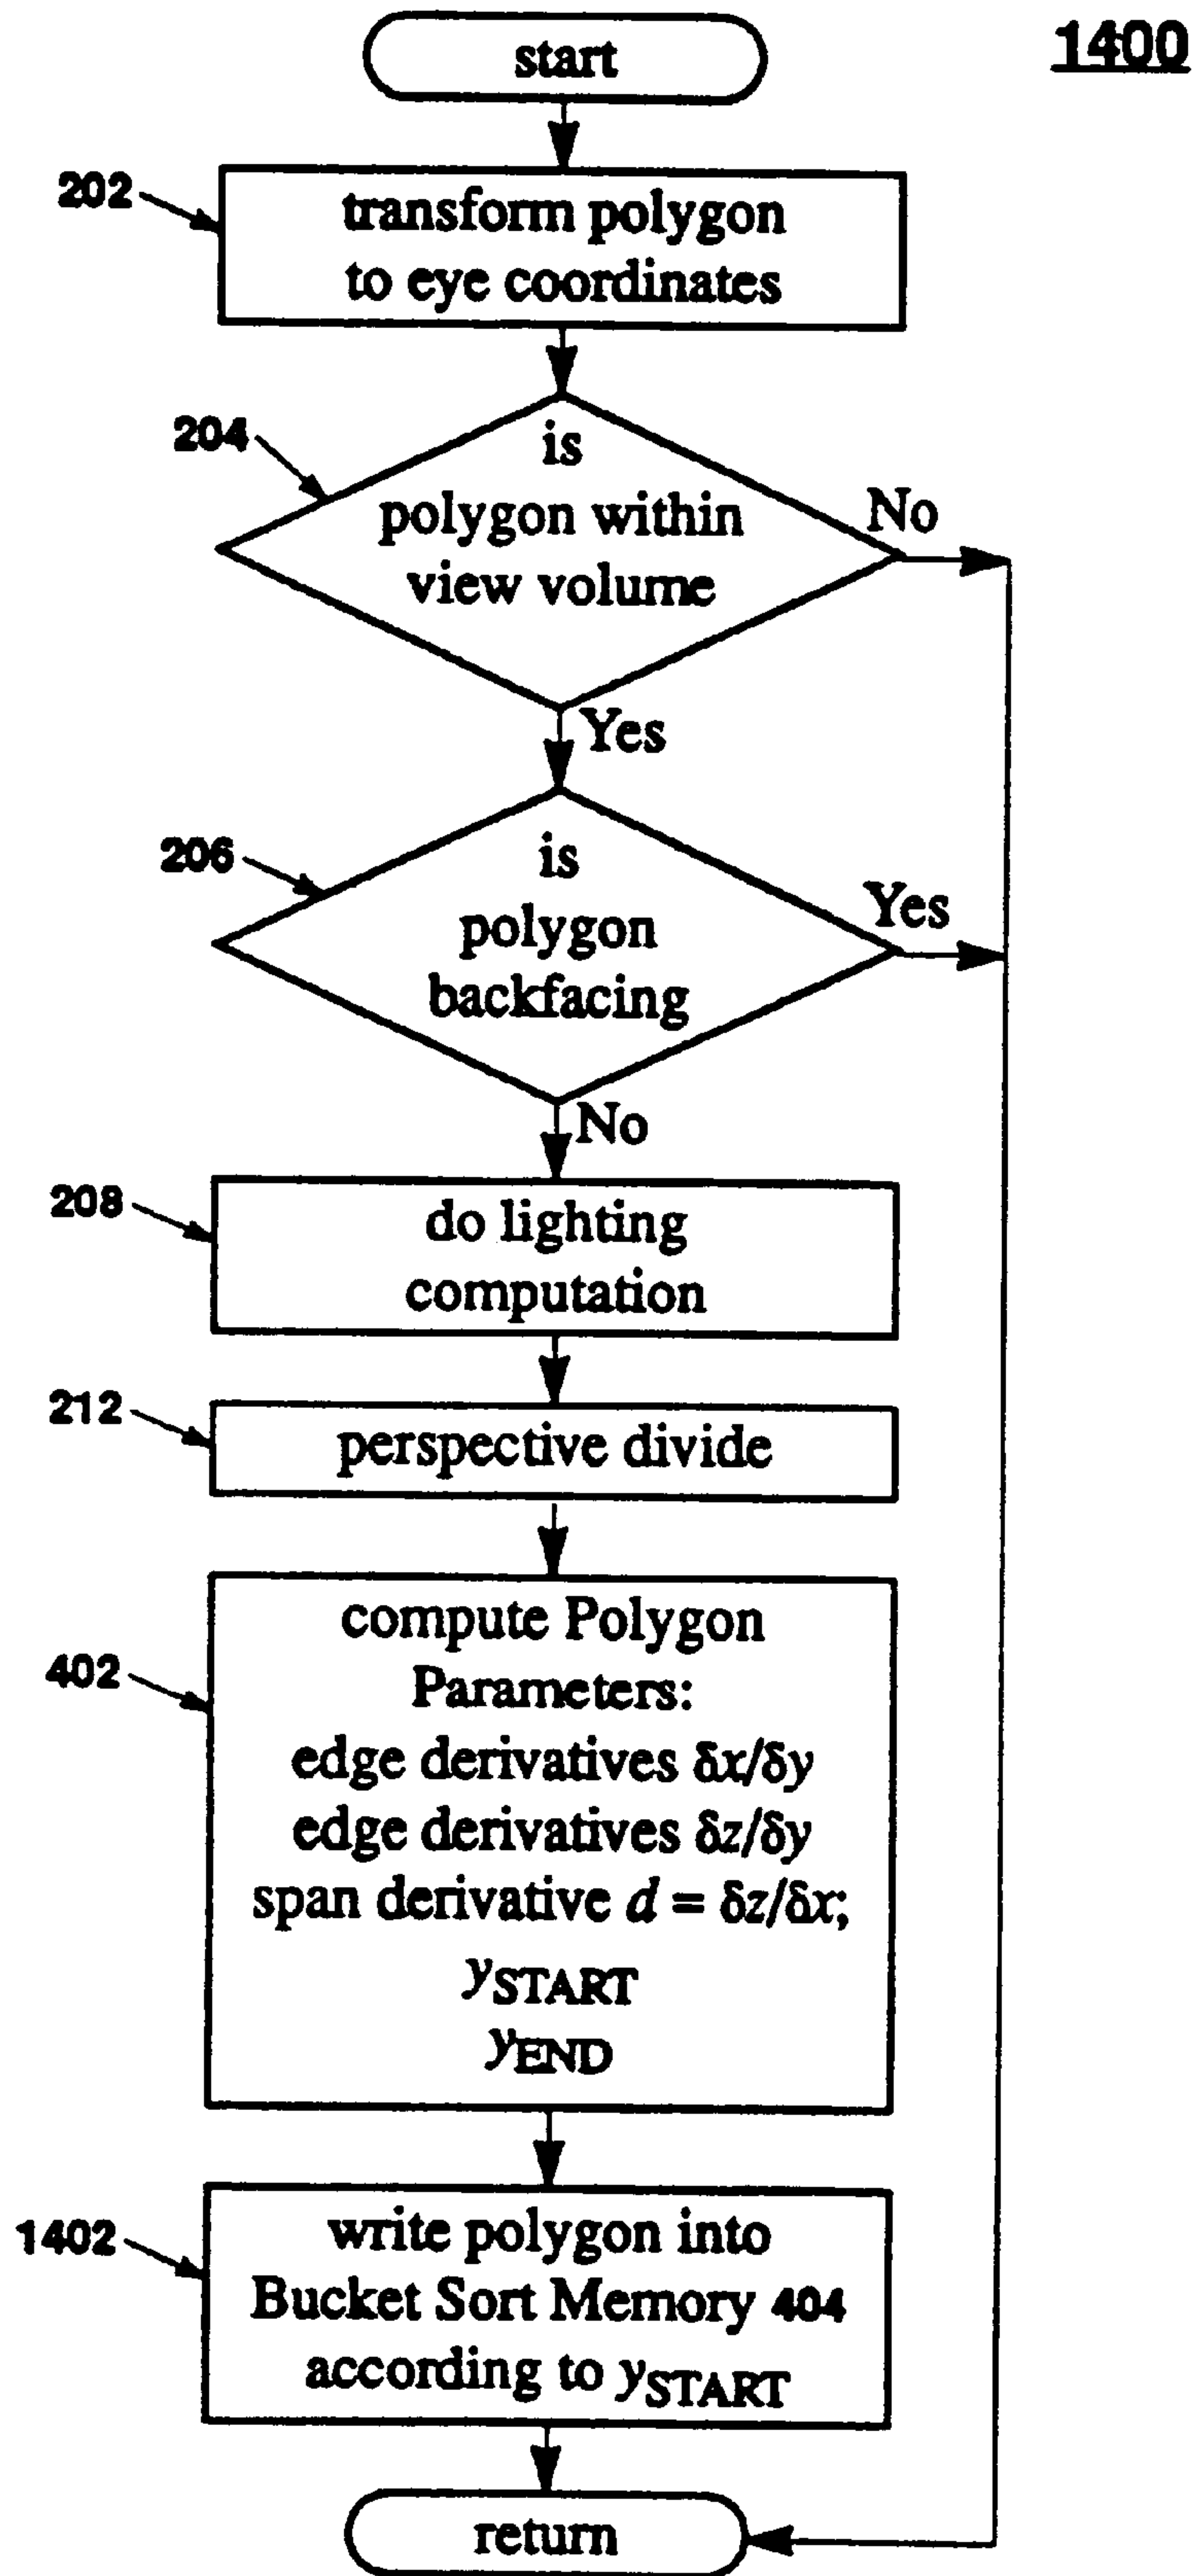 start
1400
202
transform polygon
to eye coordinates
204
is
polygon within
view volume
No
Yes
206
is
polygon
backfacing
Yes
No
208
do lighting
computation
212
perspective divide
402
compute Polygon
Parameters:
edge derivatives δx/δy
edge derivatives δz/δy
span derivative d = δz/δx;
ySTART
yEND
1402
write polygon into
Bucket Sort Memory 404
according to ySTART
return